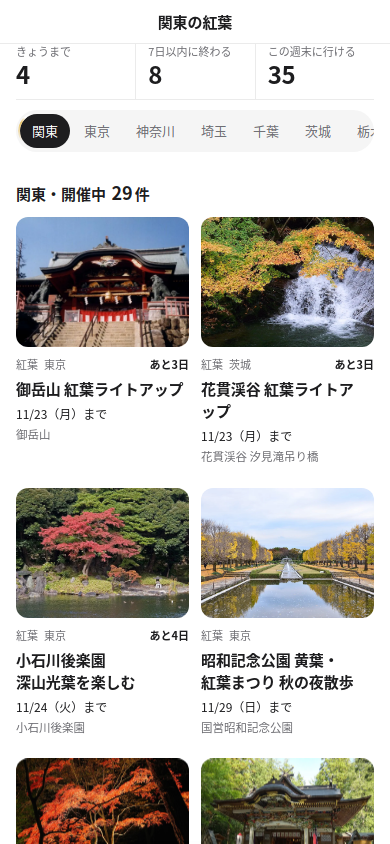 関東の紅葉
きょうまで
4
7日以内に終わる
8
この週末に行ける
35
関東 東京 神奈川 埼玉 千葉 茨城
関東・開催中 29件
紅葉 東京 あと3日
御岳山 紅葉ライトアップ
11/23（月）まで
御岳山
紅葉 茨城 あと3日
花貫渓谷 紅葉ライトア
ップ
11/23（月）まで
花貫渓谷 汐見滝吊り橋
紅葉 東京 あと4日
小石川後楽園
深山光葉を楽しむ
11/24（火）まで
小石川後楽園
紅葉 東京
昭和記念公園 黄葉・
紅葉まつり 秋の夜散歩
11/29（日）まで
国営昭和記念公園